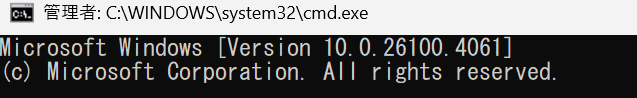 管理者: C:\WINDOWS\system32\cmd.exe
Microsoft Windows [Version 10.0.26100.4061]
(c) Microsoft Corporation. All rights reserved.